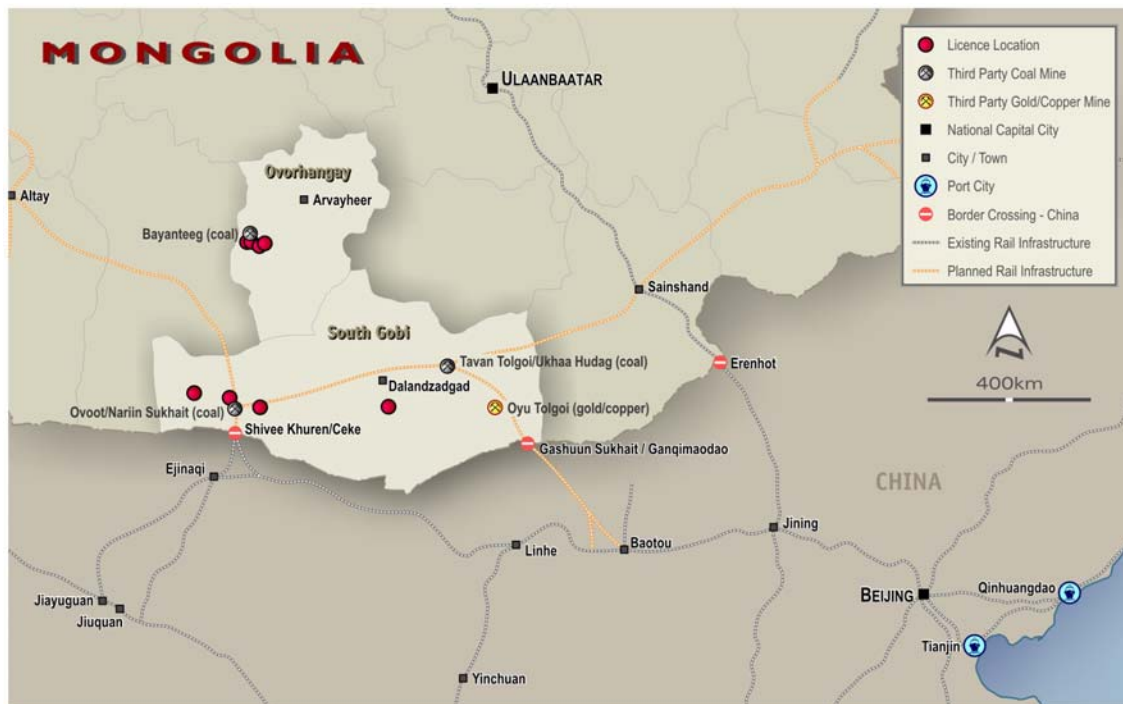 MONGOLIA
ULAANBAATAR
Ovorhangay
Altay
Arvayheer
Bayanteeg (coal)
Sainshand
South Gobi
Tavan Tolgoi/Ukhaa Hudag (coal)
Erenhot
Dalandzadgad
Ovoot/Nariin Sukhait (coal)
Oyu Tolgoi (gold/copper)
Shivee Khuren/Ceke
Gashuun Sukhait / Ganqimaodao
Ejinaqi
CHINA
Jining
Linhe
Baotou
BEIJING
Qinhuangdao
Jiayuguan
Jiuquan
Tianjin
Yinchuan
Licence Location
Third Party Coal Mine
Third Party Gold/Copper Mine
National Capital City
City / Town
Port City
Border Crossing - China
Existing Rail Infrastructure
Planned Rail Infrastructure
N
400km